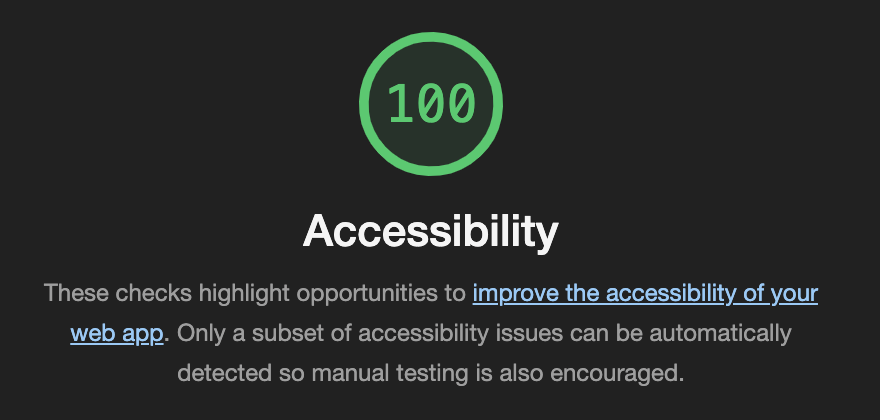 100
Accessibility
These checks highlight opportunities to improve the accessibility of your
web app. Only a subset of accessibility issues can be automatically
detected so manual testing is also encouraged.